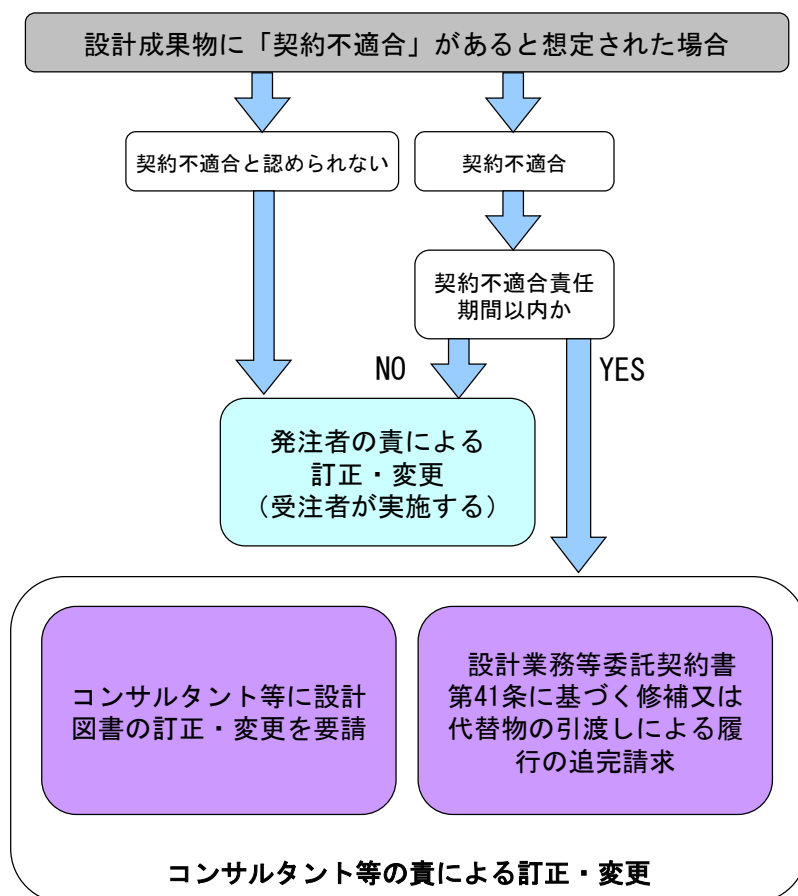 設計成果物に「契約不適合」があると想定された場合
契約不適合と認められない
契約不適合
契約不適合責任
期間以内か
NO
YES
発注者の責による
訂正・変更
（受注者が実施する）
コンサルタント等に設計
図書の訂正・変更を要請
設計業務等委託契約書
第41条に基づく修補又は
代替物の引渡しによる履
行の追完請求
コンサルタント等の責による訂正・変更